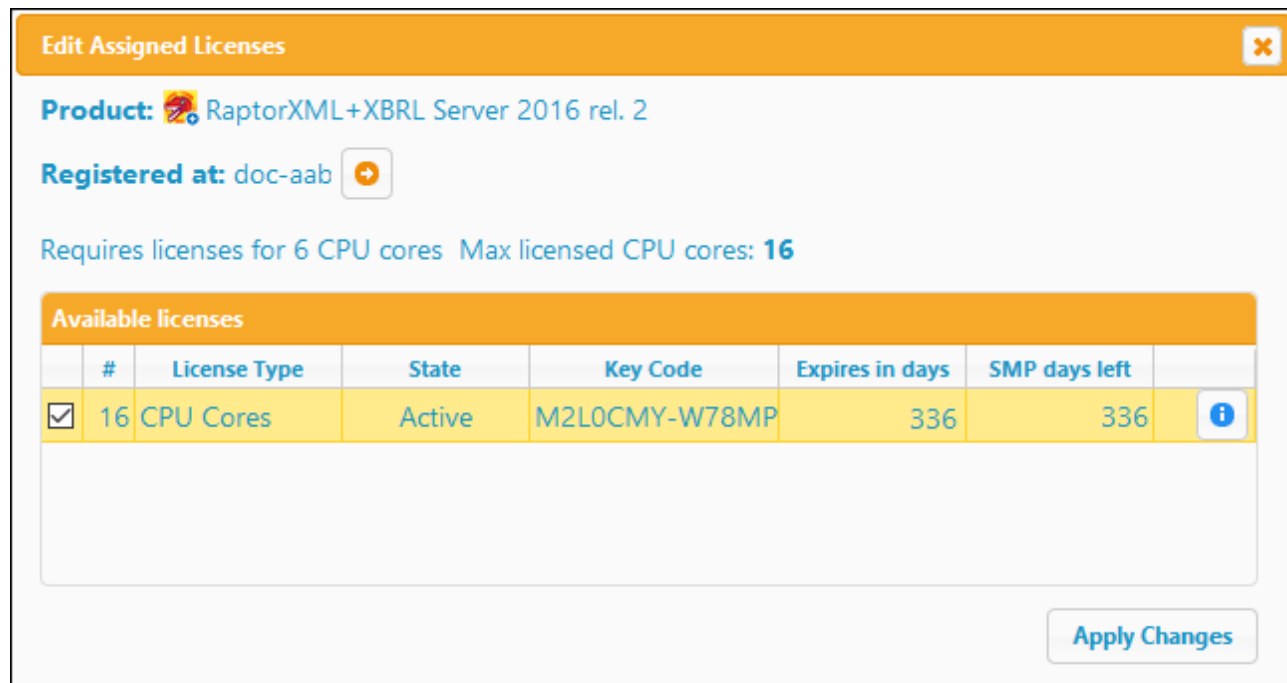 Edit Assigned Licenses
Product: RaptorXML+XBRL Server 2016 rel. 2
Registered at: doc-aab
Requires licenses for 6 CPU cores Max licensed CPU cores: 16
Available licenses
# License Type State Key Code Expires in days SMP days left
16 CPU Cores Active M2L0CMY-W78MP 336 336
Apply Changes